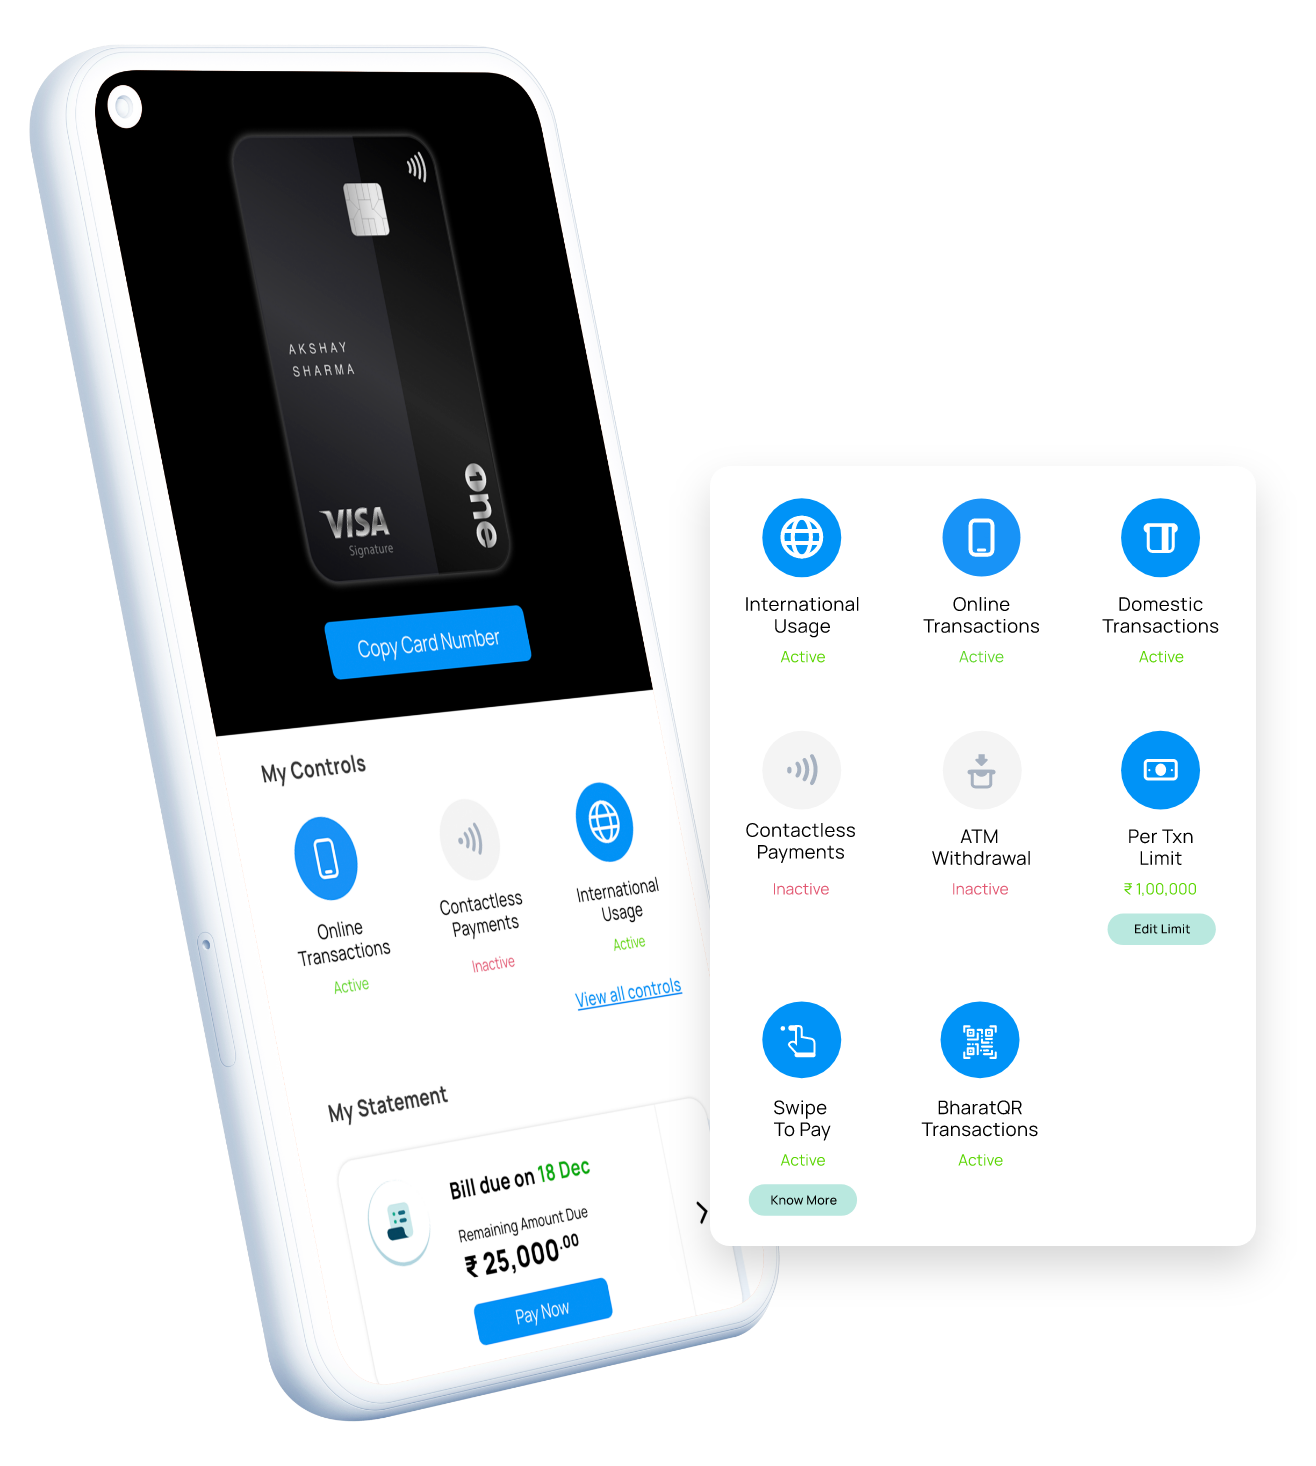 AKSHAY
SHARMA
VISA
Signature
one
Copy Card Number
My Controls
Online
Transactions
Active
Contactless
Payments
Inactive
International
Usage
Active
View all controls
My Statement
Bill due on 18 Dec
Remaining Amount Due
₹ 25,000.00
Pay Now
International
Usage
Active
Online
Transactions
Active
Domestic
Transactions
Active
Contactless
Payments
Inactive
ATM
Withdrawal
Inactive
Per Txn
Limit
₹ 1,00,000
Edit Limit
Swipe
To Pay
Active
Know More
BharatQR
Transactions
Active